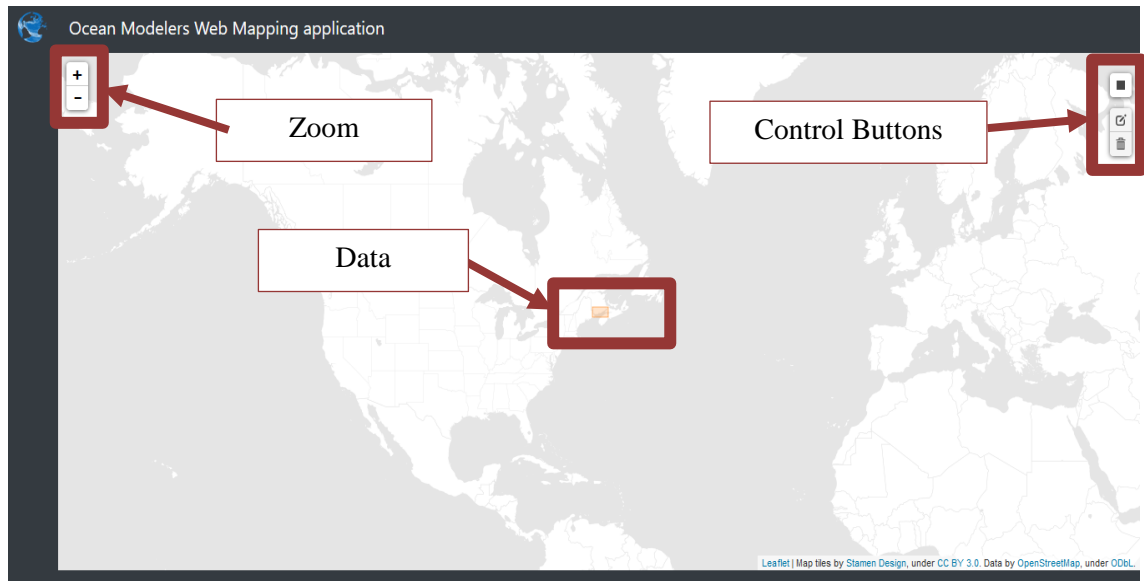 Ocean Modelers Web Mapping application
+
-
Zoom
Control Buttons
Data
Leaflet | Map tiles by Stamen Design, under CC BY 3.0. Data by OpenStreetMap, under ODbL.